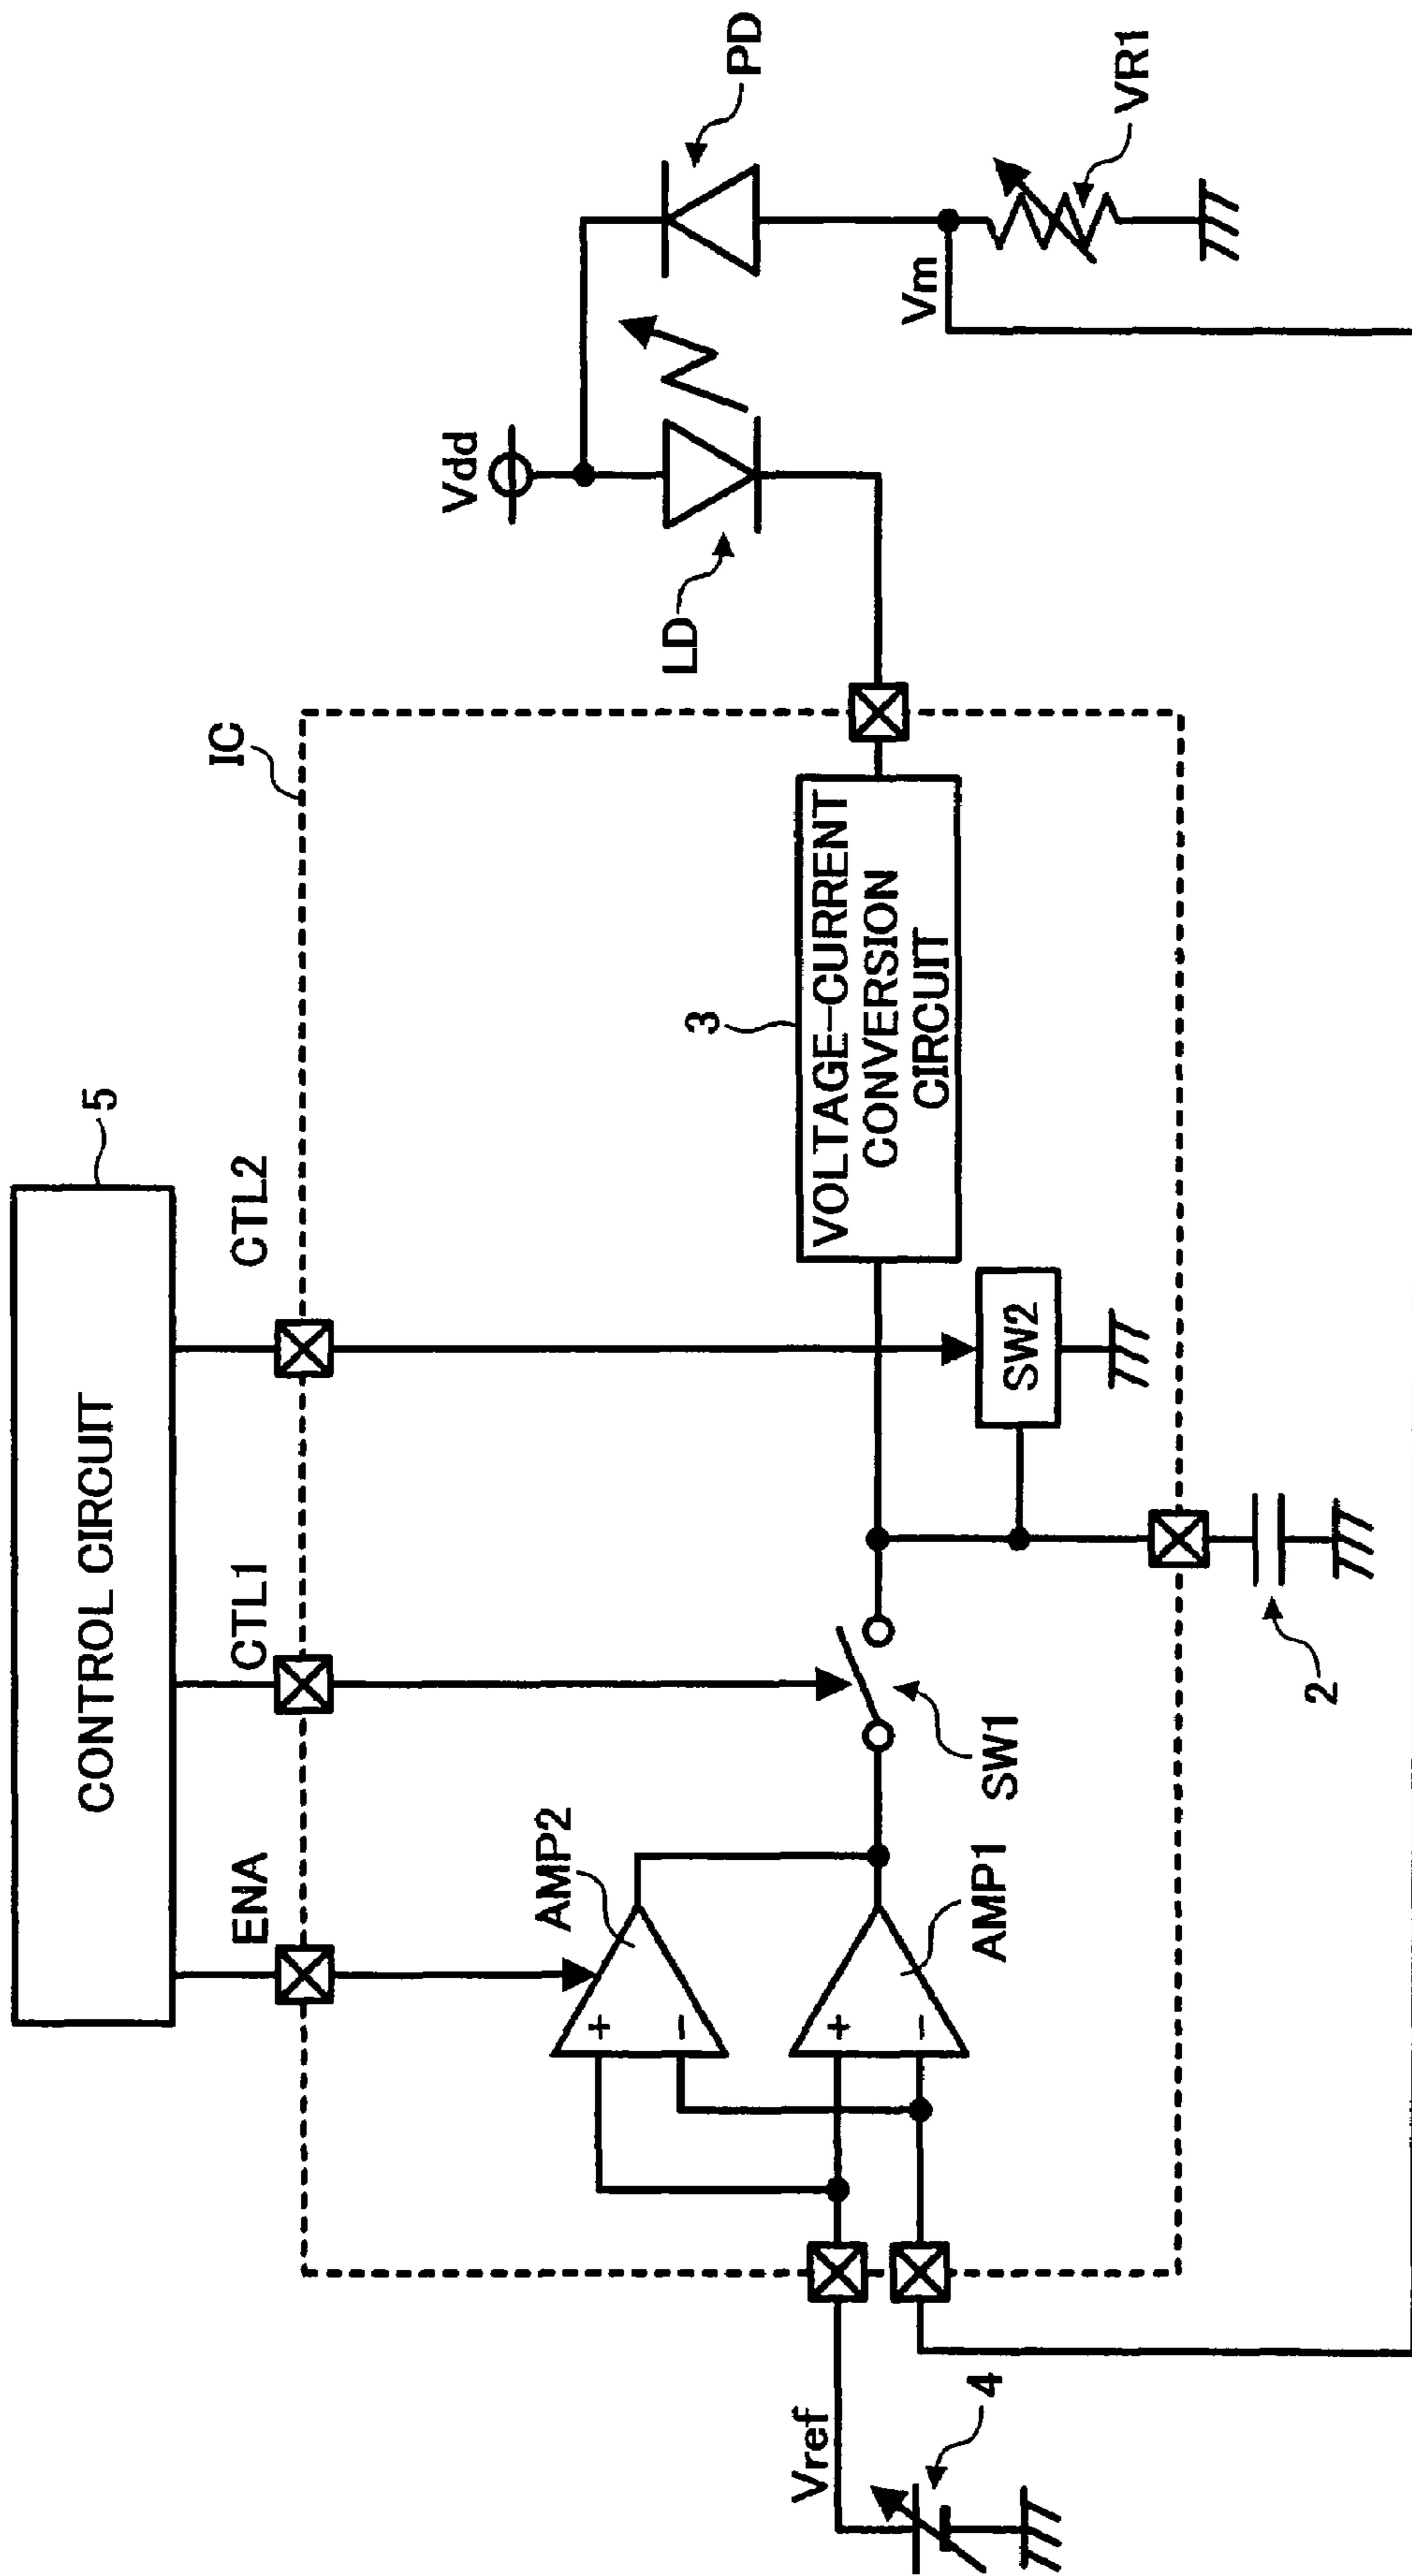 5
CONTROL CIRCUIT
ENA
CTL1
CTL2
IC
AMP2
+
−
AMP1
+
−
SW1
SW2
3
VOLTAGE-CURRENT
CONVERSION
CIRCUIT
Vref
4
2
Vdd
LD
PD
Vm
VR1